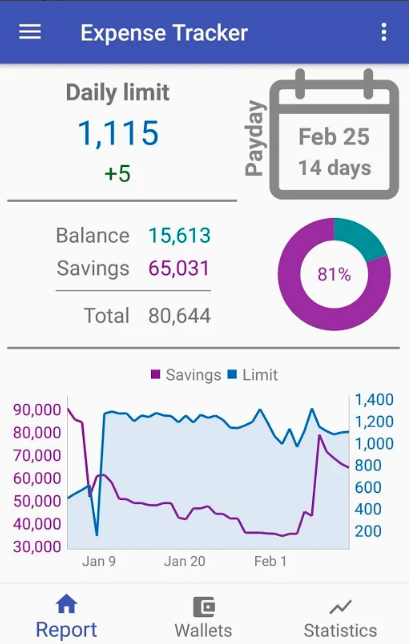 Expense Tracker
Daily limit
1,115
+5
Payday
Feb 25
14 days
Balance 15,613
Savings 65,031
Total 80,644
81%
Savings Limit
90,000
80,000
70,000
60,000
50,000
40,000
30,000
1,400
1,200
1,000
800
600
400
200
Jan 9 Jan 20 Feb 1
Report Wallets Statistics